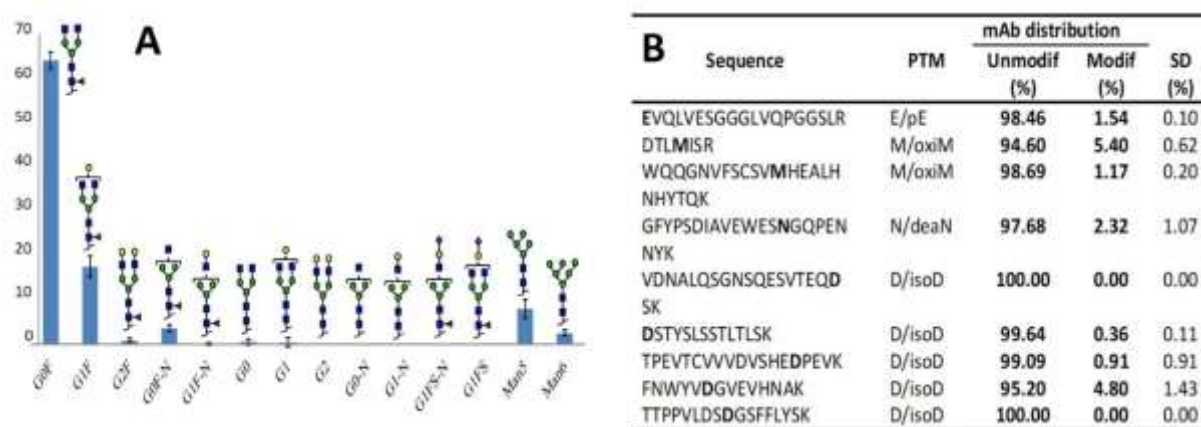 70
60
50
40
30
20
10
0
A
G0F
G1F
G2F
G0F-N
G1F-N
G0
G1
G2
G0-N
G1-N
G1FS-N
G1FS
Man5
Man6
B
mAb distribution
Sequence PTM Unmodif Modif SD
(%) (%) (%)
EVQLVESGGGLVQPGGSLR E/pE 98.46 1.54 0.10
DTLMISR M/oxiM 94.60 5.40 0.62
WQQGNVFSCSVMHEALH M/oxiM 98.69 1.17 0.20
NHYTQK
GFYPSDIAVEWESNGQPEN N/deaN 97.68 2.32 1.07
NYK
VDNALQSGNSQESVTEQD D/isoD 100.00 0.00 0.00
SK
DSTYSLSSTLTLSK D/isoD 99.64 0.36 0.11
TPEVTCVVVDVSHEDPEVK D/isoD 99.09 0.91 0.91
FNWYVDGVEVHNAK D/isoD 95.20 4.80 1.43
TTPPVLDSDGSFFLYSK D/isoD 100.00 0.00 0.00